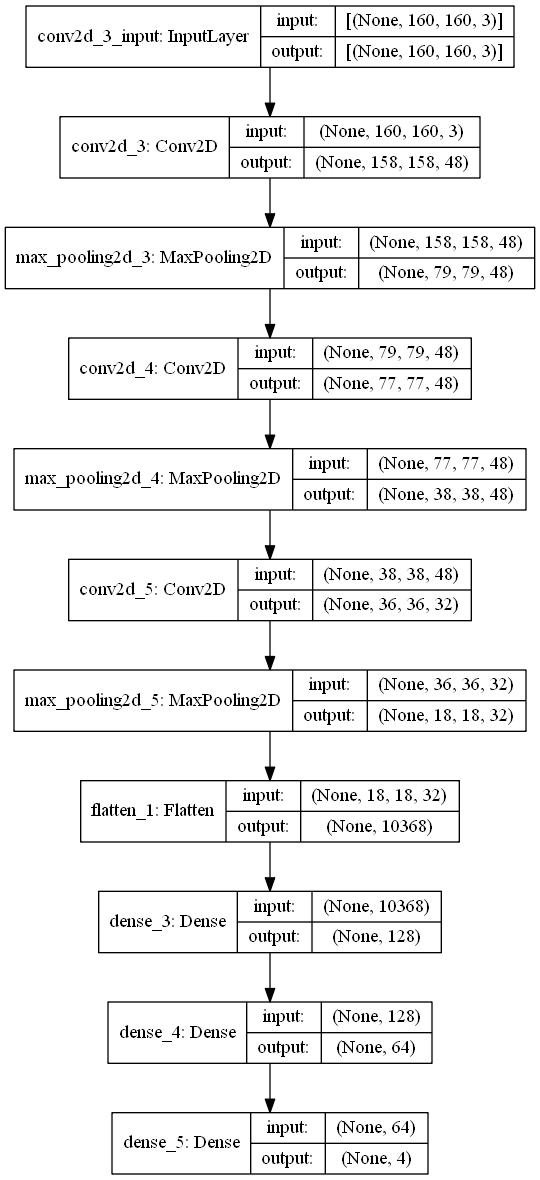 conv2d_3_input: InputLayer
input: [(None, 160, 160, 3)]
output: [(None, 160, 160, 3)]
conv2d_3: Conv2D
input: (None, 160, 160, 3)
output: (None, 158, 158, 48)
max_pooling2d_3: MaxPooling2D
input: (None, 158, 158, 48)
output: (None, 79, 79, 48)
conv2d_4: Conv2D
input: (None, 79, 79, 48)
output: (None, 77, 77, 48)
max_pooling2d_4: MaxPooling2D
input: (None, 77, 77, 48)
output: (None, 38, 38, 48)
conv2d_5: Conv2D
input: (None, 38, 38, 48)
output: (None, 36, 36, 32)
max_pooling2d_5: MaxPooling2D
input: (None, 36, 36, 32)
output: (None, 18, 18, 32)
flatten_1: Flatten
input: (None, 18, 18, 32)
output: (None, 10368)
dense_3: Dense
input: (None, 10368)
output: (None, 128)
dense_4: Dense
input: (None, 128)
output: (None, 64)
dense_5: Dense
input: (None, 64)
output: (None, 4)